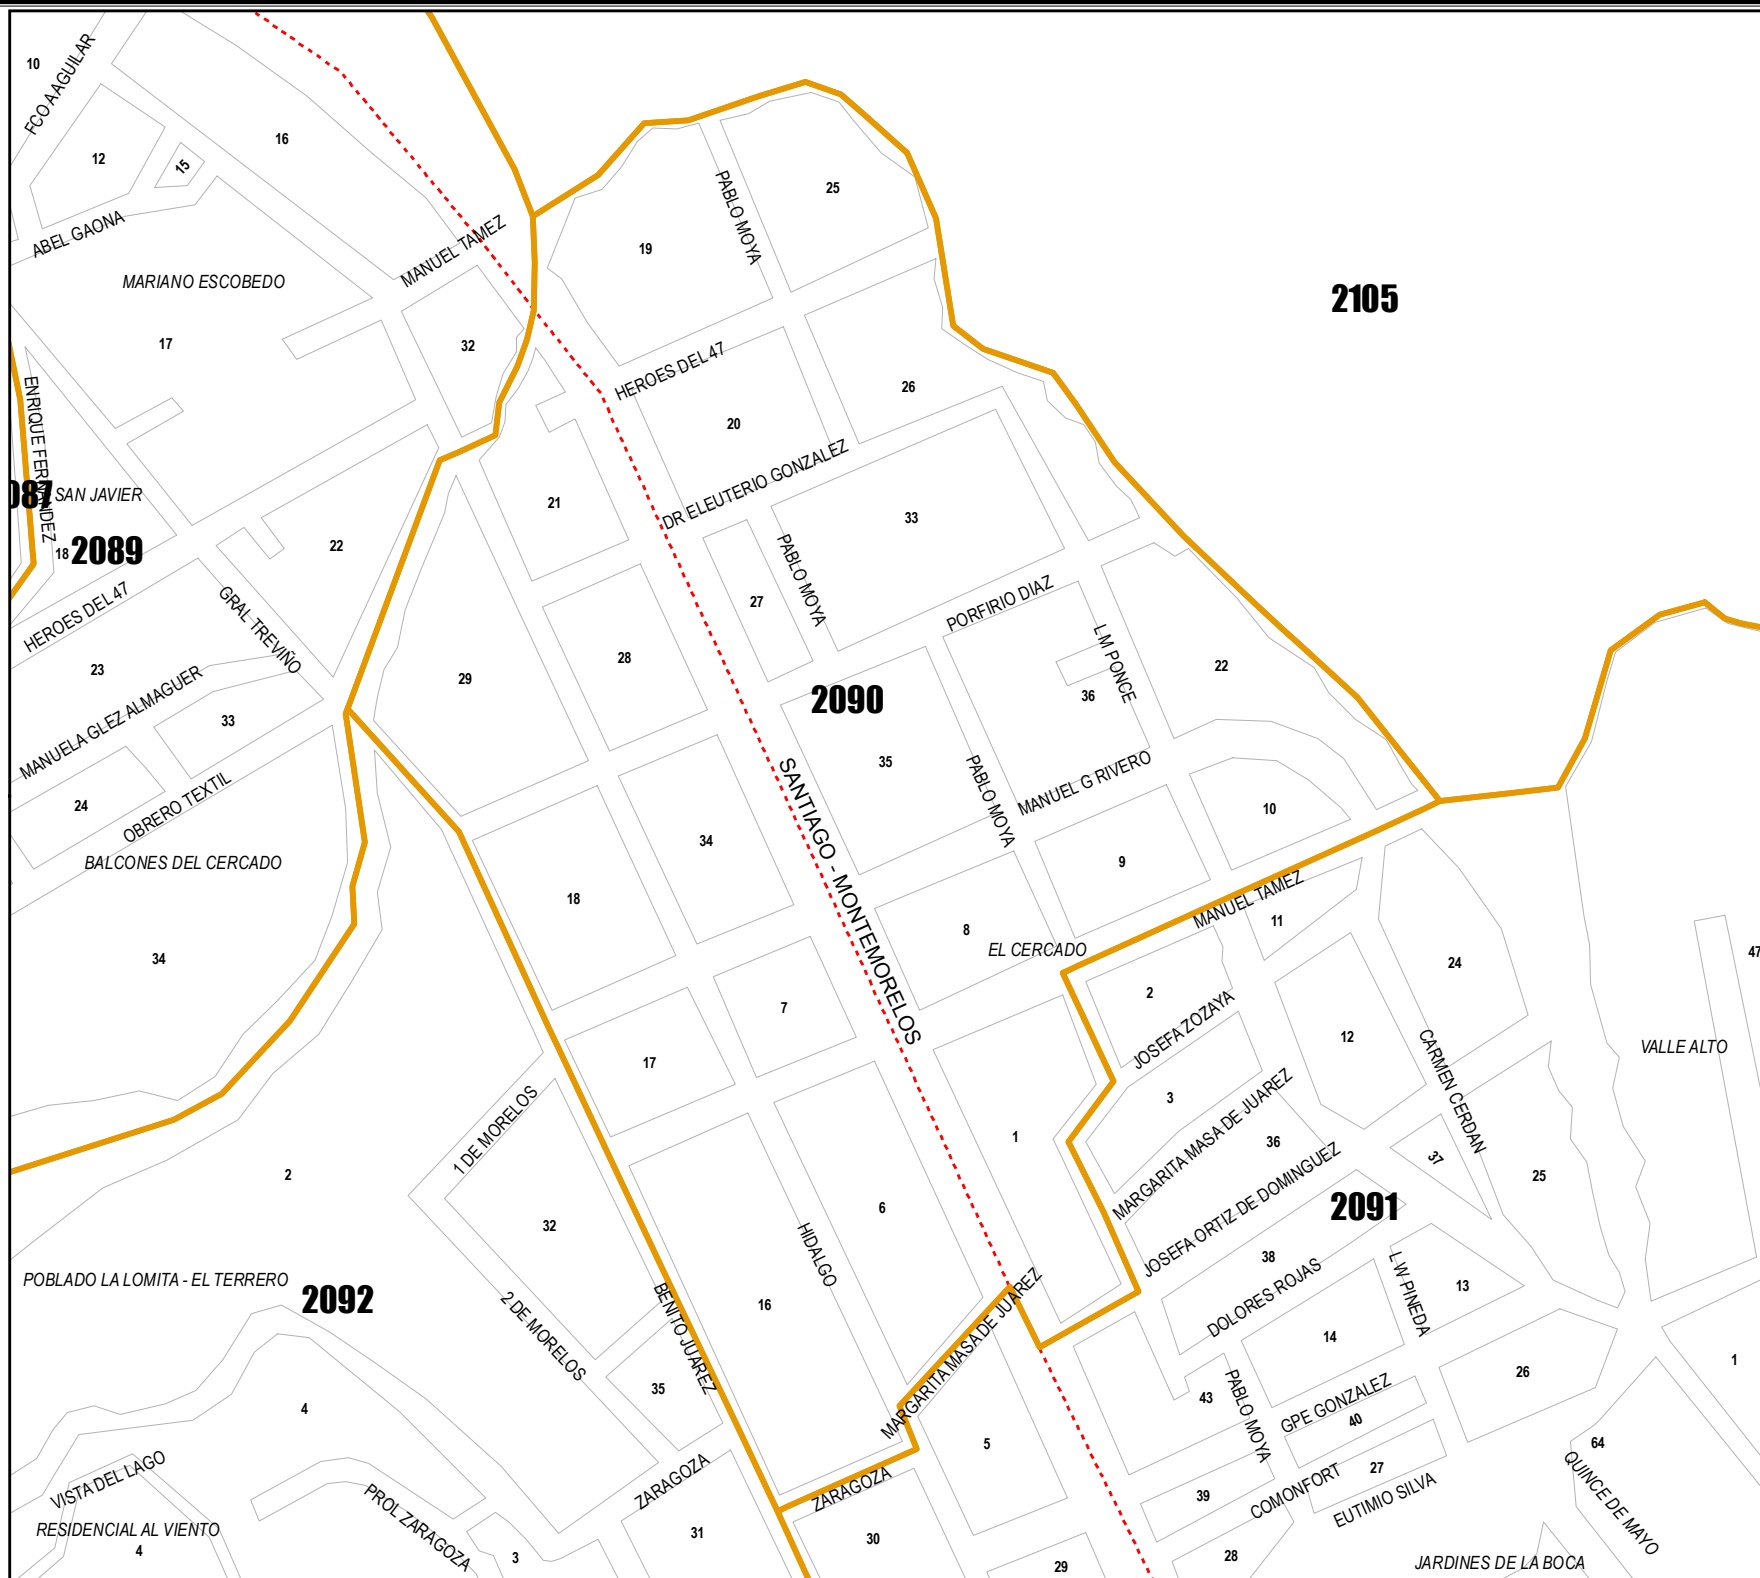 10
FCO A AGUILAR
16
12
15
25
PABLO MOYA
ABEL GAONA
19
MANUEL TAMEZ
MARIANO ESCOBEDO
2105
17
32
HEROES DEL 47
26
ENRIQUE FERNANDEZ
20
DR ELEUTERIO GONZALEZ
087
SAN JAVIER
21
33
18
2089
22
PABLO MOYA
HEROES DEL 47
GRAL TREVIÑO
27
PORFIRIO DIAZ
28
L M PONCE
22
23
29
MANUELA GLEZ ALMAGUER
33
2090
36
35
PABLO MOYA
MANUEL G RIVERO
24
OBRERO TEXTIL
SANTIAGO - MONTEMORELOS
10
34
BALCONES DEL CERCADO
9
18
MANUEL TAMEZ
11
8
EL CERCADO
34
24
47
2
7
JOSEFA ZOZAYA
12
CARMEN CERDAN
VALLE ALTO
17
3
1 DE MORELOS
MARGARITA MASA DE JUAREZ
1
36
37
2
JOSEFA ORTIZ DE DOMINGUEZ
25
6
2091
32
HIDALGO
38
POBLADO LA LOMITA - EL TERRERO
2092
DOLORES ROJAS
L W PINEDA
13
16
BENITO JUAREZ
2 DE MORELOS
MARGARITA MASA DE JUAREZ
14
1
26
35
43
PABLO MOYA
GPE GONZALEZ
4
40
5
64
VISTA DEL LAGO
ZARAGOZA
ZARAGOZA
COMONFORT
27
PROL ZARAGOZA
39
EUTIMIO SILVA
QUINCE DE MAYO
RESIDENCIAL AL VIENTO
31
30
4
3
28
29
JARDINES DE LA BOCA